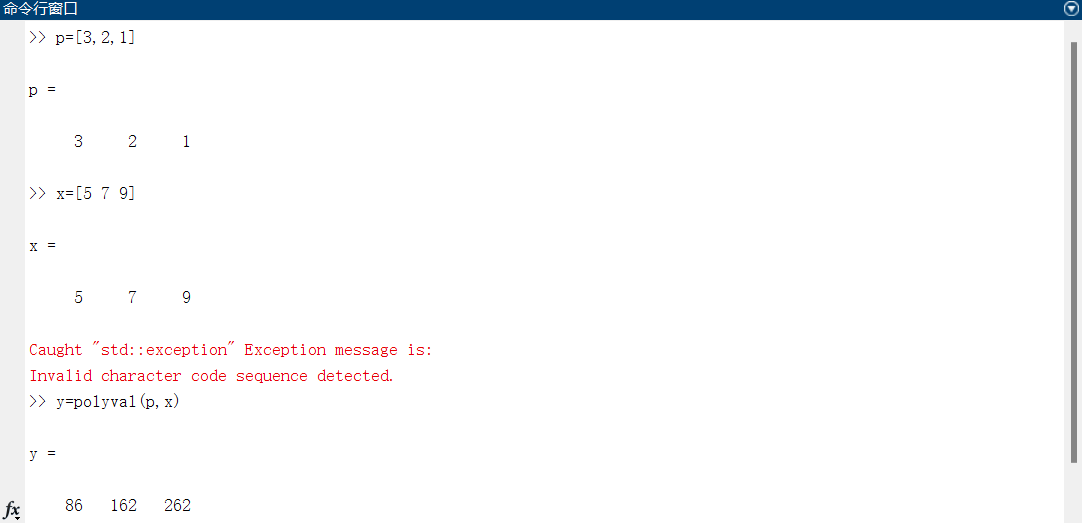 命令行窗口
>> p=[3,2,1]
p =
3 2 1
>> x=[5 7 9]
x =
5 7 9
Caught "std::exception" Exception message is:
Invalid character code sequence detected.
>> y=polyval(p,x)
y =
86 162 262
fx